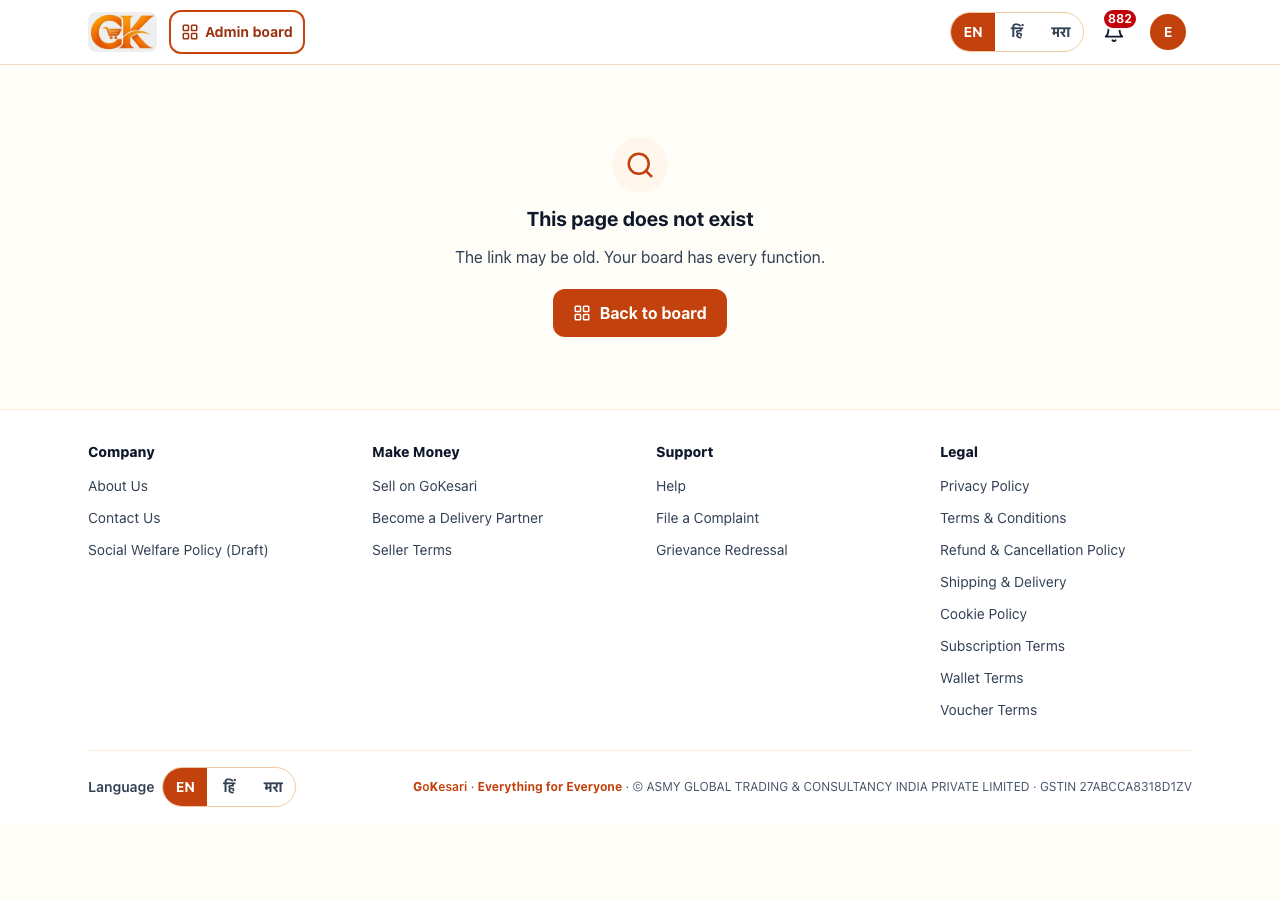 GK
Admin board
EN
हिं
मरा
882
E
This page does not exist
The link may be old. Your board has every function.
Back to board
Company
About Us
Contact Us
Social Welfare Policy (Draft)
Make Money
Sell on GoKesari
Become a Delivery Partner
Seller Terms
Support
Help
File a Complaint
Grievance Redressal
Legal
Privacy Policy
Terms & Conditions
Refund & Cancellation Policy
Shipping & Delivery
Cookie Policy
Subscription Terms
Wallet Terms
Voucher Terms
Language
EN
हिं
मरा
GoKesari · Everything for Everyone · © ASMY GLOBAL TRADING & CONSULTANCY INDIA PRIVATE LIMITED · GSTIN 27ABCCA8318D1ZV